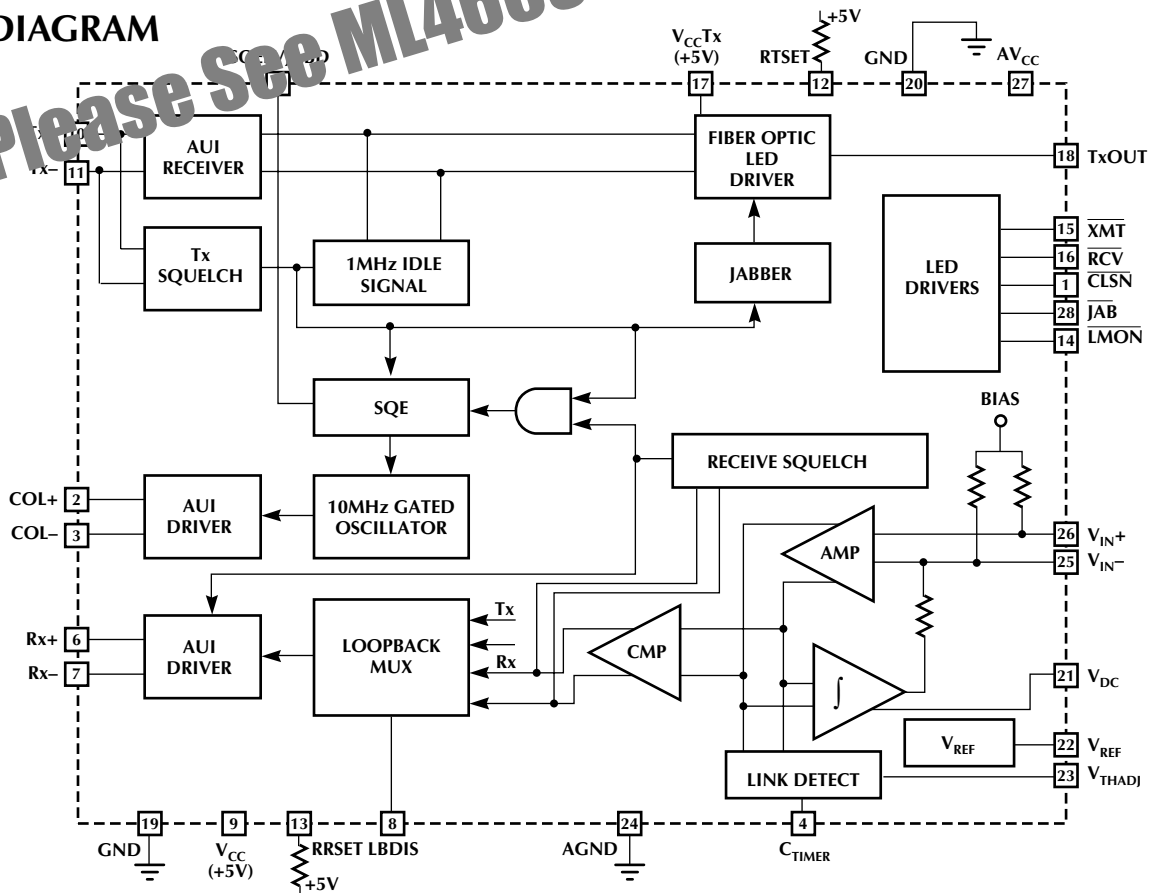 DIAGRAM
Please See ML466
V_CC Tx
(+5V)
RTSET
+5V
GND
AV_CC
17
12
20
27
11
Tx–
AUI
RECEIVER
FIBER OPTIC
LED
DRIVER
18
TxOUT
Tx
SQUELCH
1MHz IDLE
SIGNAL
JABBER
LED
DRIVERS
15
XMT
16
RCV
1
CLSN
28
JAB
14
LMON
SQE
BIAS
RECEIVE SQUELCH
COL+
2
COL–
3
AUI
DRIVER
10MHz GATED
OSCILLATOR
AMP
26
V_IN+
25
V_IN–
Rx+
6
Rx–
7
AUI
DRIVER
LOOPBACK
MUX
Tx
Rx
CMP
∫
21
V_DC
V_REF
22
V_REF
LINK DETECT
23
V_THADJ
19
9
13
8
24
4
GND
V_CC
(+5V)
RRSET
LBDIS
+5V
AGND
C_TIMER